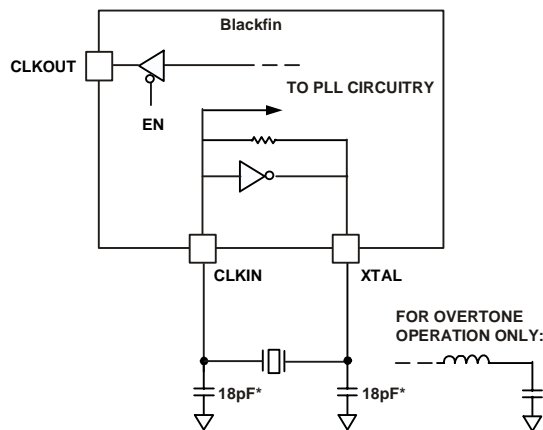 Blackfin
CLKOUT
TO PLL CIRCUITRY
EN
CLKIN
XTAL
FOR OVERTONE
OPERATION ONLY:
18pF*
18pF*